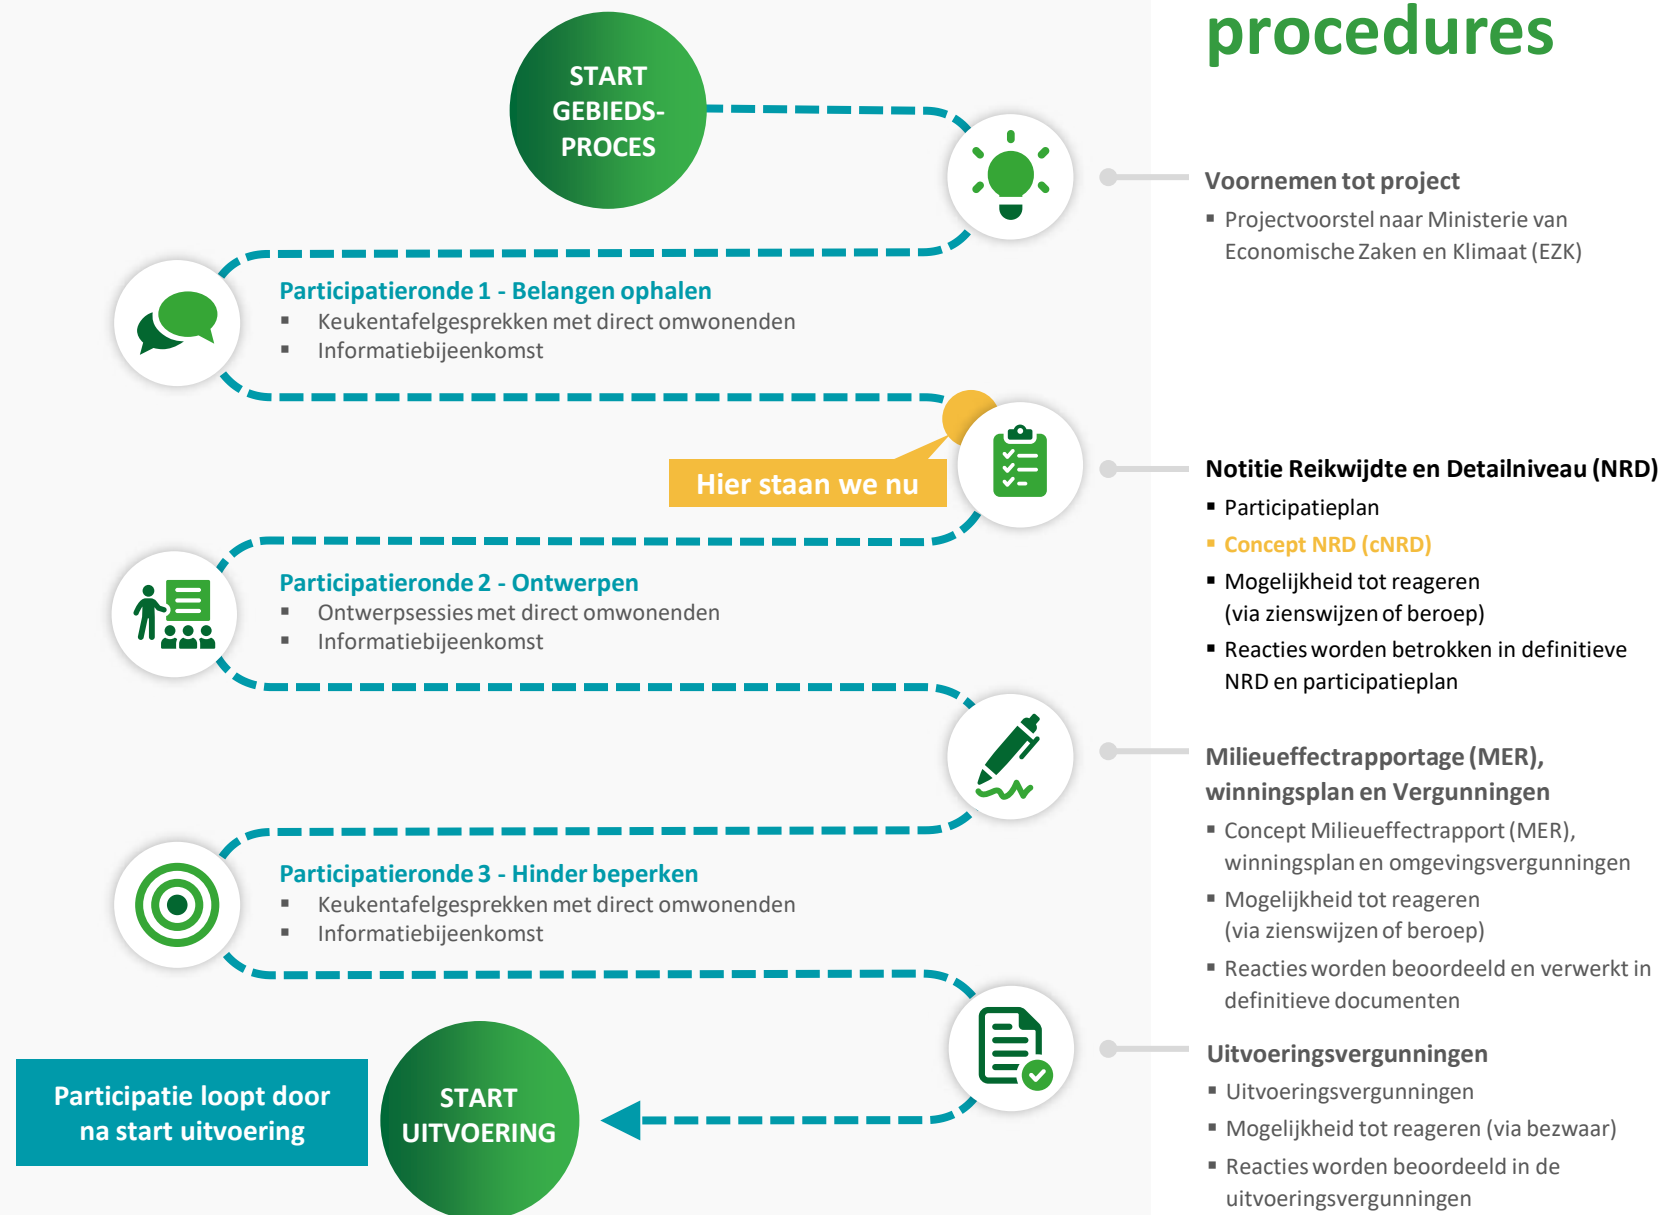 procedures
START
GEBIEDS-
PROCES
Voornemen tot project
▪ Projectvoorstel naar Ministerie van
Economische Zaken en Klimaat (EZK)
Participatieronde 1 - Belangen ophalen
▪ Keukentafelgesprekken met direct omwonenden
▪ Informatiebijeenkomst
Hier staan we nu
Notitie Reikwijdte en Detailniveau (NRD)
▪ Participatieplan
▪ Concept NRD (cNRD)
▪ Mogelijkheid tot reageren
(via zienswijzen of beroep)
▪ Reacties worden betrokken in definitieve
NRD en participatieplan
Participatieronde 2 - Ontwerpen
▪ Ontwerpsessies met direct omwonenden
▪ Informatiebijeenkomst
Milieueffectrapportage (MER),
winningsplan en Vergunningen
▪ Concept Milieueffectrapport (MER),
winningsplan en omgevingsvergunningen
▪ Mogelijkheid tot reageren
(via zienswijzen of beroep)
▪ Reacties worden beoordeeld en verwerkt in
definitieve documenten
Participatieronde 3 - Hinder beperken
▪ Keukentafelgesprekken met direct omwonenden
▪ Informatiebijeenkomst
Uitvoeringsvergunningen
▪ Uitvoeringsvergunningen
▪ Mogelijkheid tot reageren (via bezwaar)
▪ Reacties worden beoordeeld in de
uitvoeringsvergunningen
START
UITVOERING
Participatie loopt door
na start uitvoering